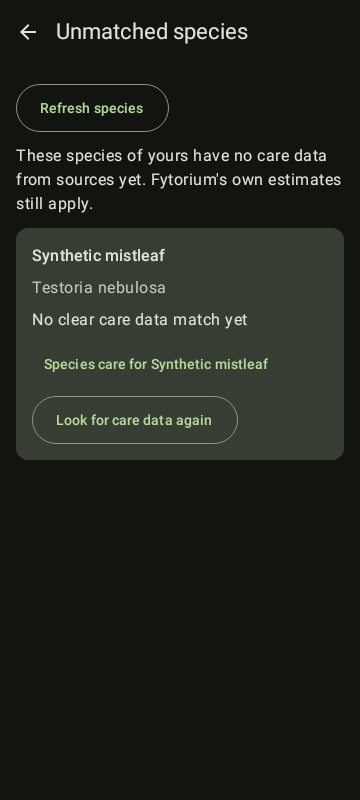 Unmatched species
Refresh species
These species of yours have no care data
from sources yet. Fytorium's own estimates
still apply.
Synthetic mistleaf
Testoria nebulosa
No clear care data match yet
Species care for Synthetic mistleaf
Look for care data again